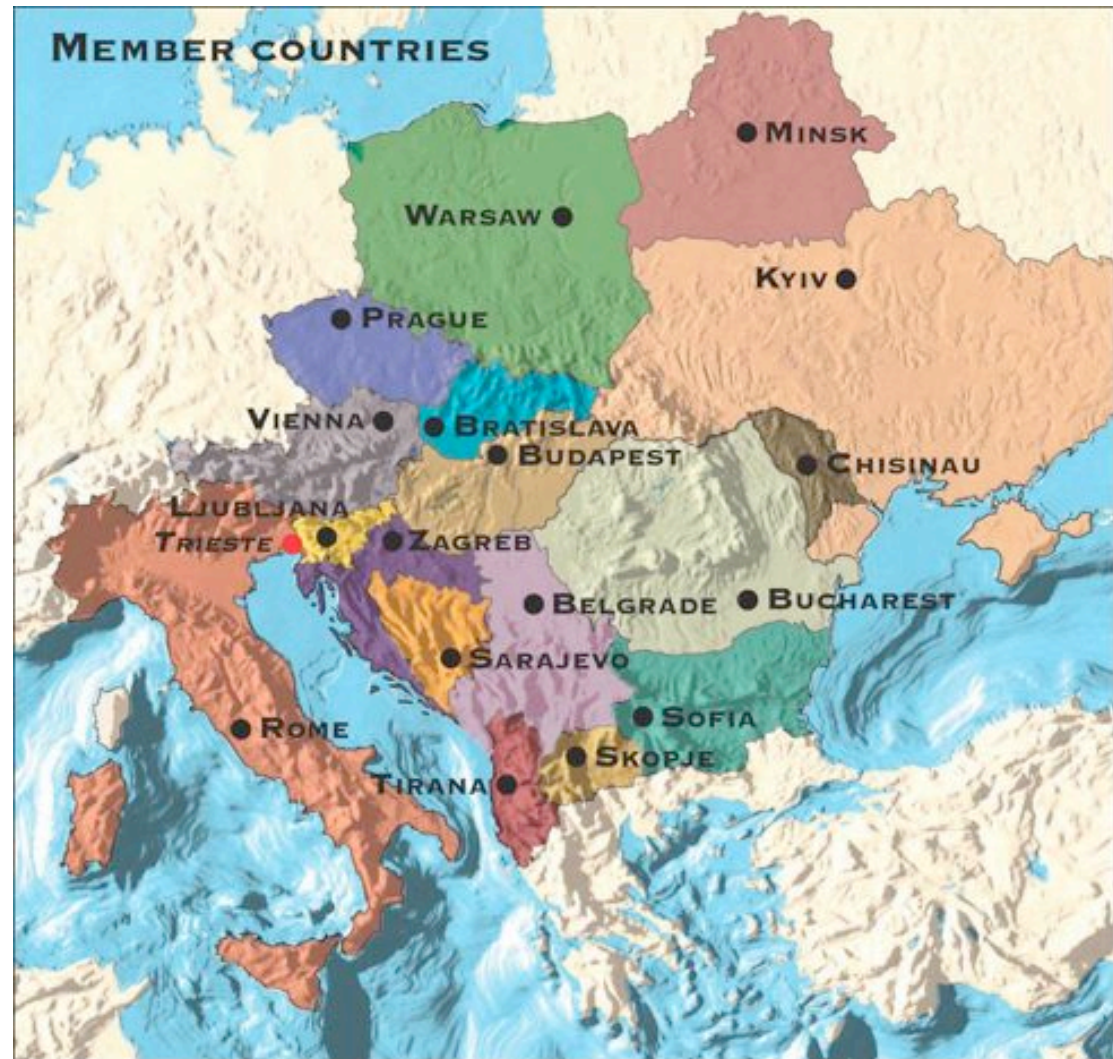 MEMBER COUNTRIES
MINSK
WARSAW
KYIV
PRAGUE
VIENNA
BRATISLAVA
BUDAPEST
CHISINAU
LJUBLJANA
TRIESTE
ZAGREB
BELGRADE
BUCHAREST
SARAJEVO
SOFIA
ROME
SKOPJE
TIRANA